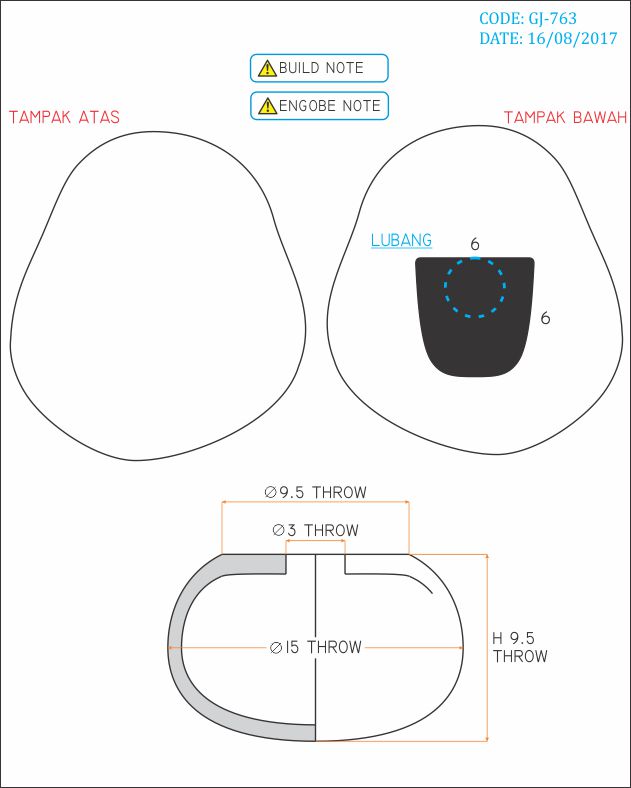 CODE: GJ-763
DATE: 16/08/2017
BUILD NOTE
ENGOBE NOTE
TAMPAK ATAS
TAMPAK BAWAH
LUBANG
6
6
∅9.5 THROW
∅3 THROW
∅15 THROW
H 9.5
THROW